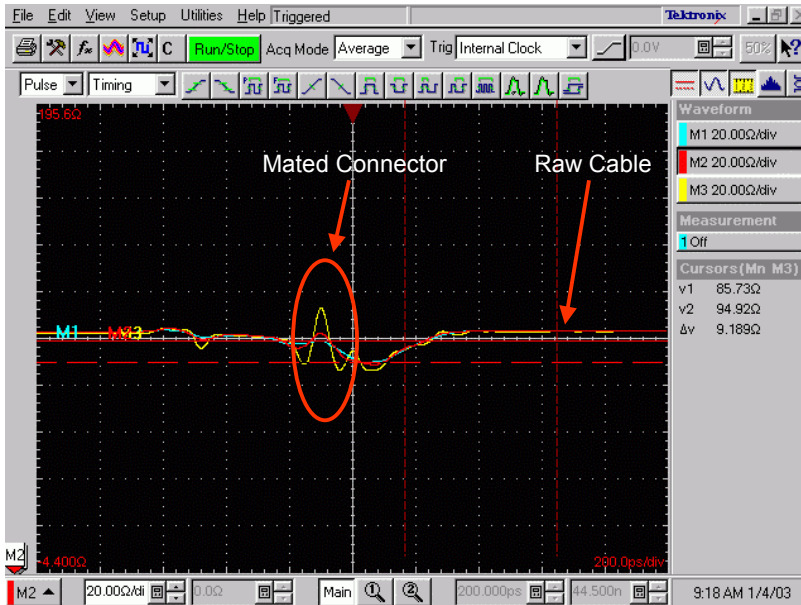 File Edit View Setup Utilities Help Triggered Tektronix
C Run/Stop Acq Mode Average Trig Internal Clock 0.0V 50% ?
Pulse Timing
195.6Ω
Mated Connector Raw Cable
M1 M3
-4.400Ω 200.0ps/div
Waveform
M1 20.00Ω/div
M2 20.00Ω/div
M3 20.00Ω/div
Measurement
1 Off
Cursors(Mn M3)
v1 85.73Ω
v2 94.92Ω
Δv 9.189Ω
M2
M2 20.00Ω/di 0.0Ω Main 1 2 200.000ps 44.500n 9:18 AM 1/4/03